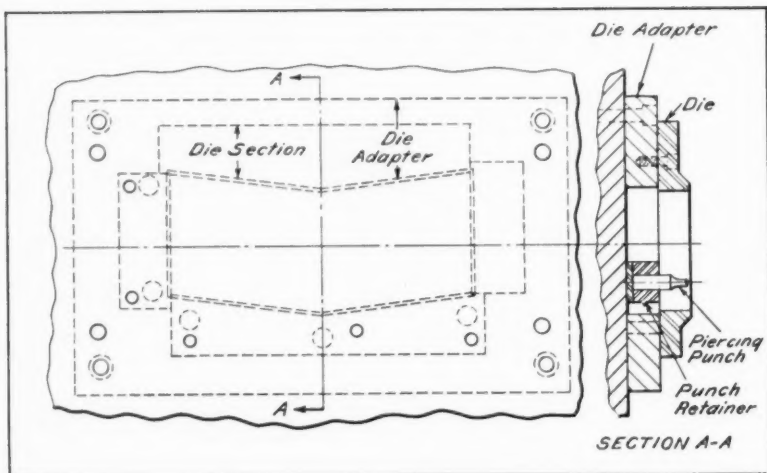 Die Adapter
A
Die
Die Section
Die
Adapter
Piercing
Punch
Punch
Retainer
A
SECTION A-A